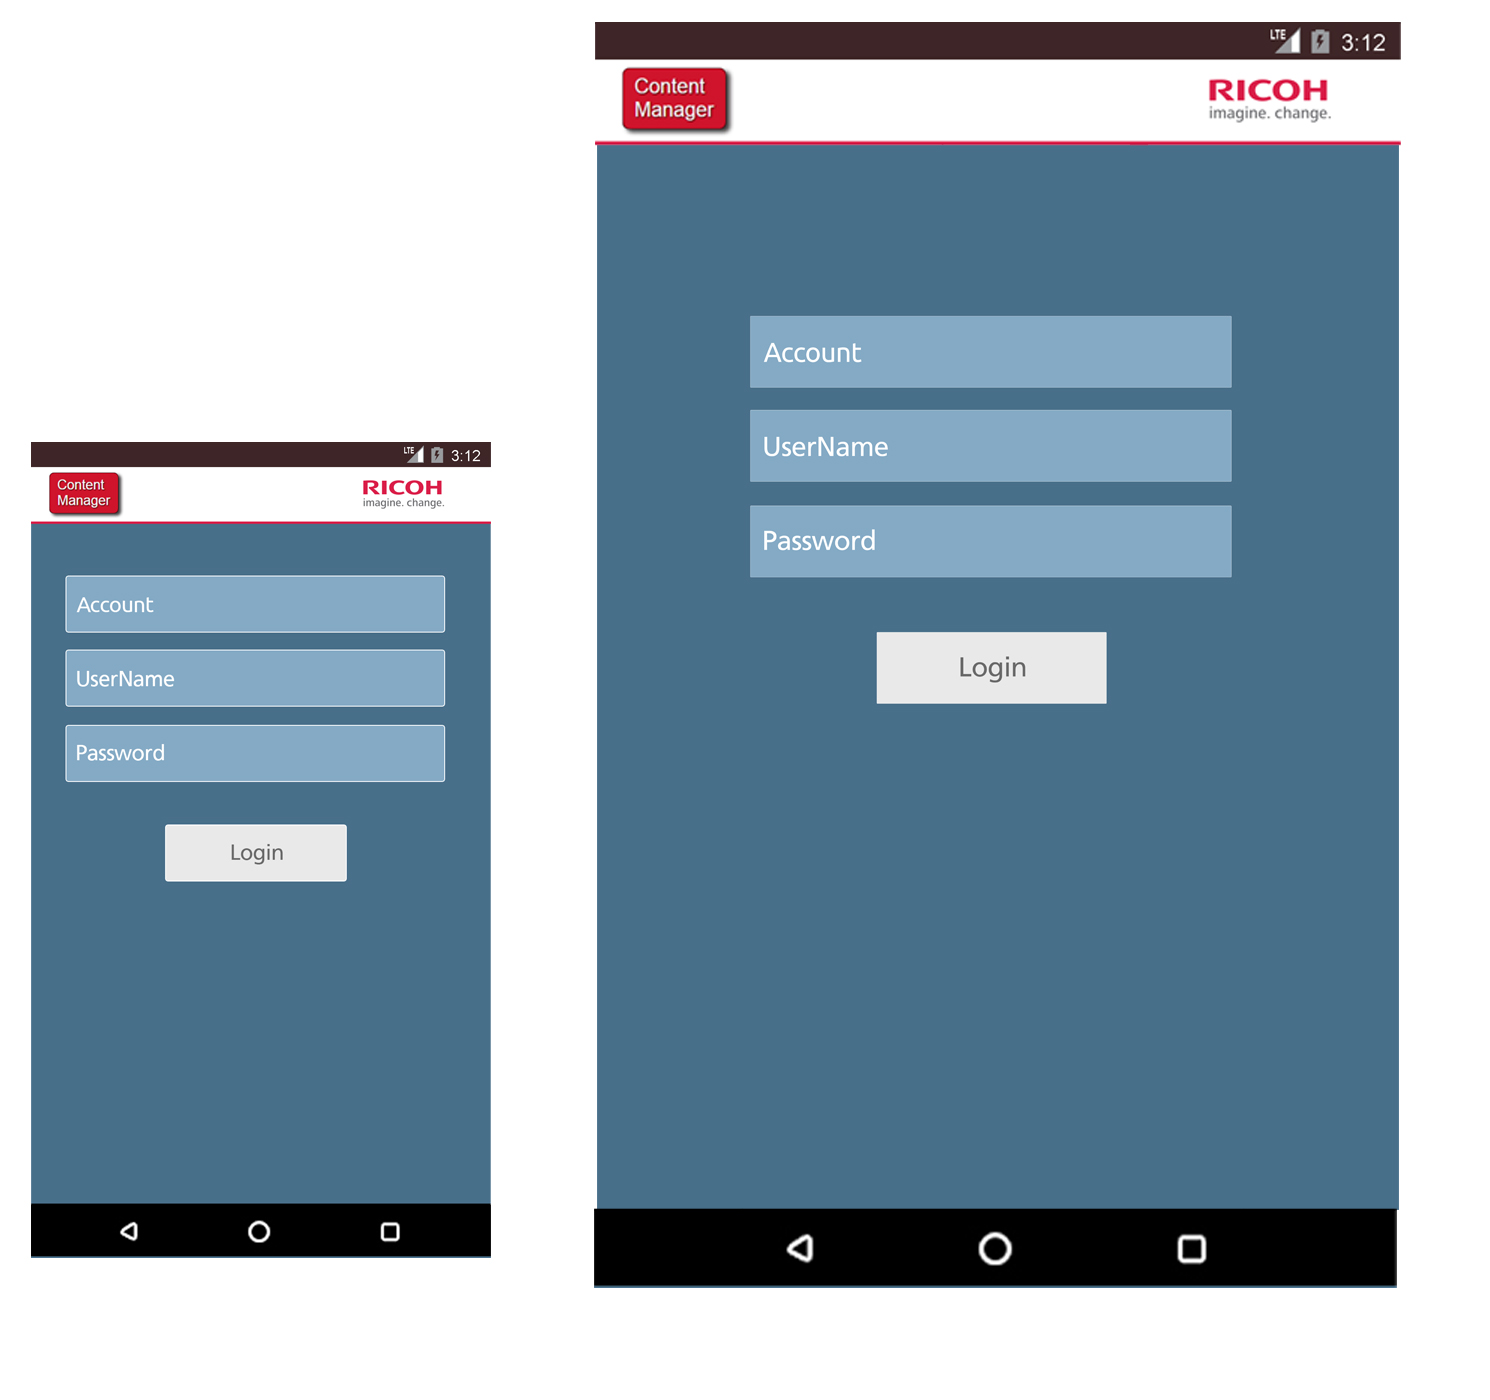 LTE 3:12
Content
Manager
RICOH
imagine. change.
Account
UserName
Password
Login
LTE 3:12
Content
Manager
RICOH
imagine. change.
Account
UserName
Password
Login